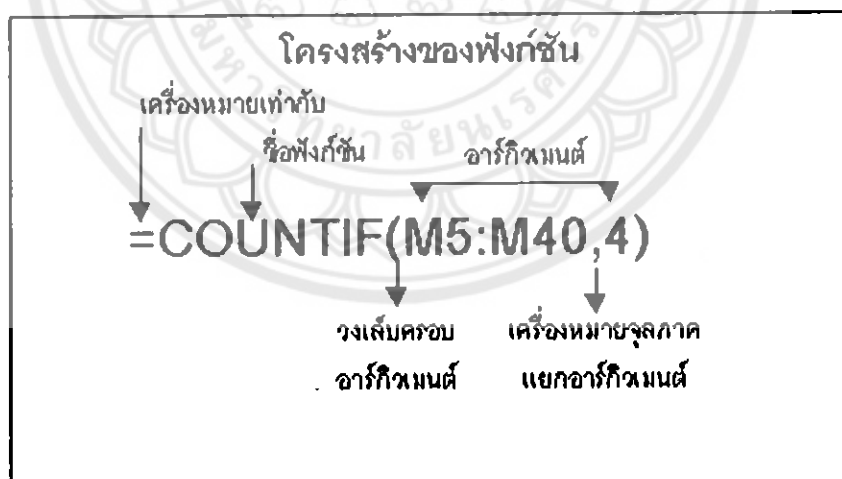 โครงสร้างของฟังก์ชัน
เครื่องหมายเท่ากับ
ชื่อฟังก์ชัน อาร์กิวเมนต์
=COUNTIF(M5:M40,4)
วงเล็บครอบ เครื่องหมายจุลภาค
อาร์กิวเมนต์ แยกอาร์กิวเมนต์